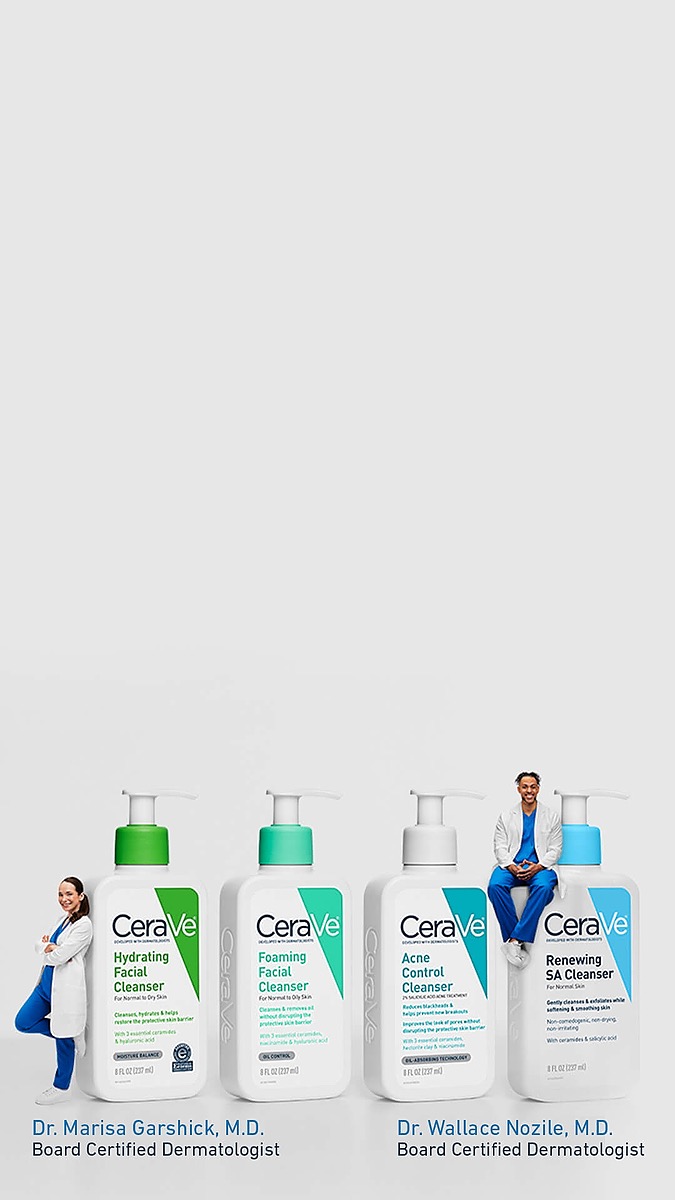 CeraVe
DEVELOPED WITH DERMATOLOGISTS
Hydrating
Facial
Cleanser
For Normal to Dry Skin
Cleanses, hydrates & helps
restore the protective skin barrier
With 3 essential ceramides
& hyaluronic acid
MOISTURE BALANCE
8 FL OZ (237 ml)
CeraVe
CeraVe
DEVELOPED WITH DERMATOLOGISTS
Foaming
Facial
Cleanser
For Normal to Oily Skin
Cleanses & removes oil
without disrupting the
protective skin barrier
With 3 essential ceramides,
niacinamide & hyaluronic acid
OIL CONTROL
8 FL OZ (237 ml)
CeraVe
CeraVe
DEVELOPED WITH DERMATOLOGISTS
Acne
Control
Cleanser
2% SALICYLIC ACID ACNE TREATMENT
Reduces blackheads &
helps prevent new breakouts
Improves the look of pores without
disrupting the protective skin barrier
With 3 essential ceramides,
hectorite clay & niacinamide
OIL-ABSORBING TECHNOLOGY
8 FL OZ (237 ml)
CeraVe
DEVELOPED WITH DERMATOLOGISTS
Renewing
SA Cleanser
For Normal Skin
Gently cleanses & exfoliates while
softening & smoothing skin
Non-comedogenic, non-drying,
non-irritating
With ceramides & salicylic acid
8 FL OZ (237 ml)
Dr. Marisa Garshick, M.D.
Board Certified Dermatologist
Dr. Wallace Nozile, M.D.
Board Certified Dermatologist